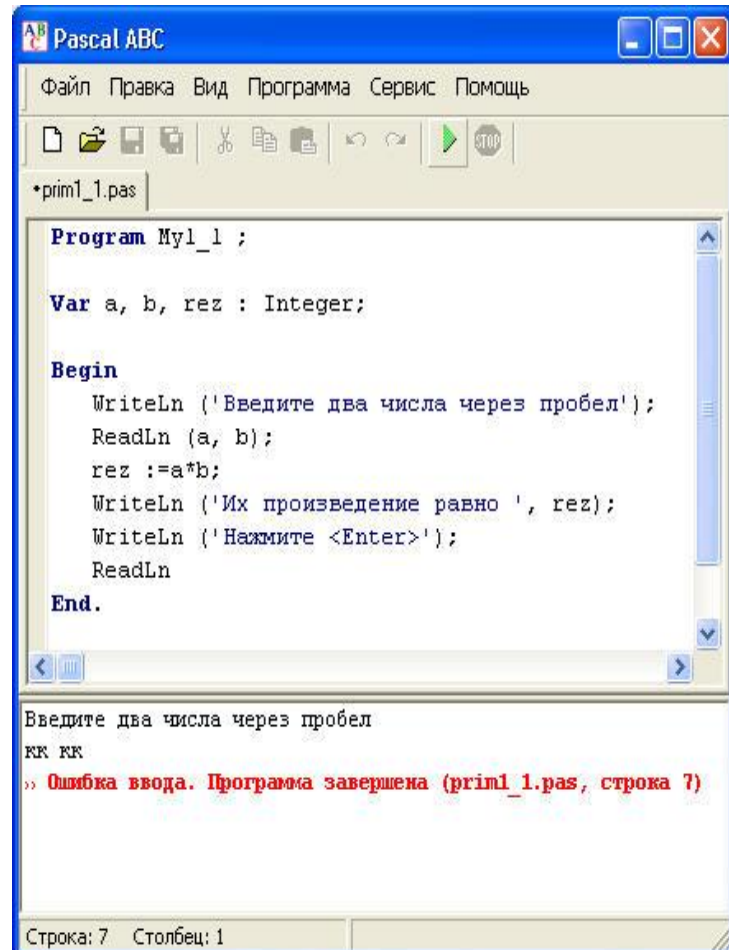 Pascal ABC
Файл Правка Вид Программа Сервис Помощь
STOP
•prim1_1.pas
Program My1_1 ;
Var a, b, rez : Integer;
Begin
WriteLn ('Введите два числа через пробел');
ReadLn (a, b);
rez :=a*b;
WriteLn ('Их произведение равно ', rez);
WriteLn ('Нажмите <Enter>');
ReadLn
End.
Введите два числа через пробел
кк кк
» Ошибка ввода. Программа завершена (prim1_1.pas, строка 7)
Строка: 7 Столбец: 1